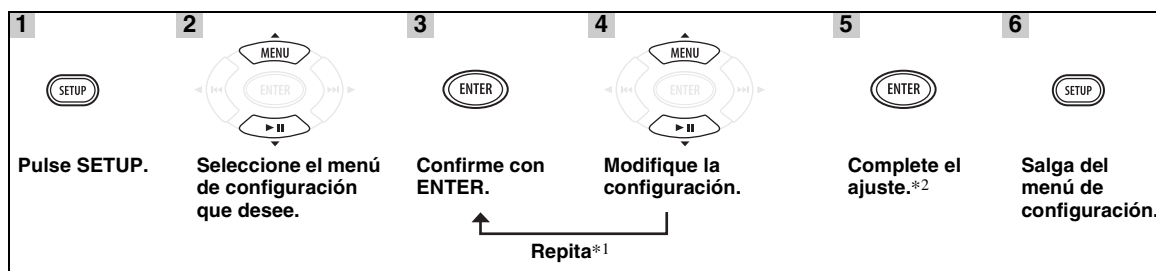 1 2 3 4 5 6
SETUP
MENU
ENTER
ENTER
MENU
ENTER
ENTER
SETUP
Pulse SETUP.
Seleccione el menú
de configuración
que desee.
Confirme con
ENTER.
Modifique la
configuración.
Complete el
ajuste.*2
Salga del
menú de
configuración.
Repita*1